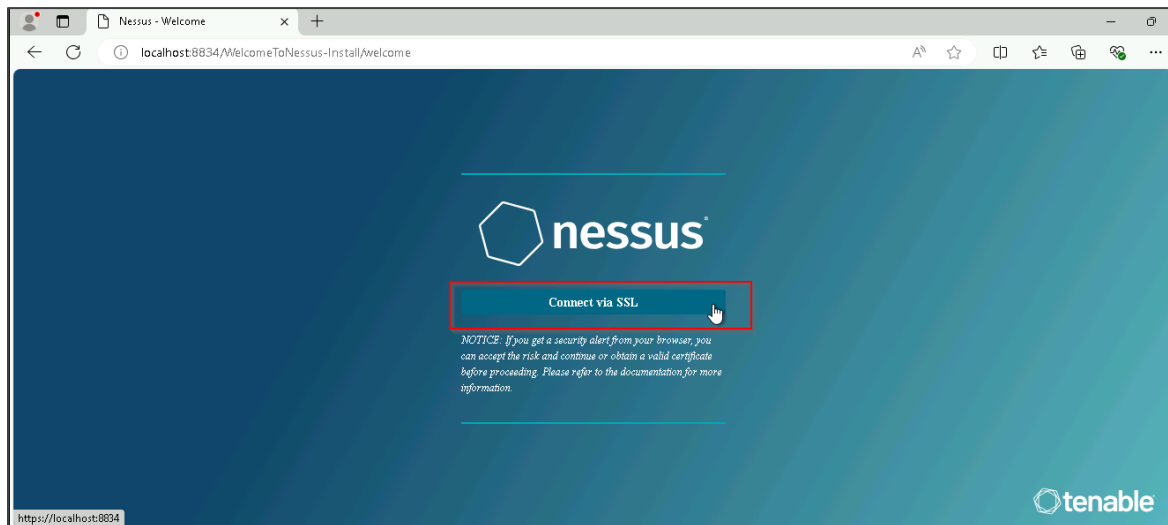 Nessus - Welcome
localhost:8834/WelcomeToNessus-Install/welcome
nessus
Connect via SSL
NOTICE: If you get a security alert from your browser, you
can accept the risk and continue or obtain a valid certificate
before proceeding. Please refer to the documentation for more
information.
tenable
https://localhost:8834